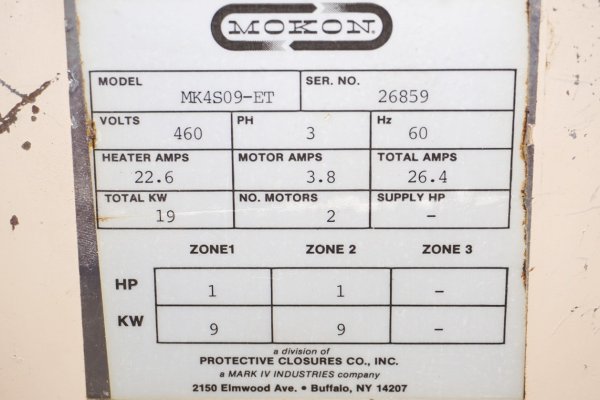 MOKON
MODEL MK4S09-ET SER. NO. 26859
VOLTS 460 PH 3 Hz 60
HEATER AMPS 22.6 MOTOR AMPS 3.8 TOTAL AMPS 26.4
TOTAL KW 19 NO. MOTORS 2 SUPPLY HP -
ZONE1 ZONE 2 ZONE 3
HP 1 1 -
KW 9 9 -
a division of
PROTECTIVE CLOSURES CO., INC.
a MARK IV INDUSTRIES company
2150 Elmwood Ave. • Buffalo, NY 14207